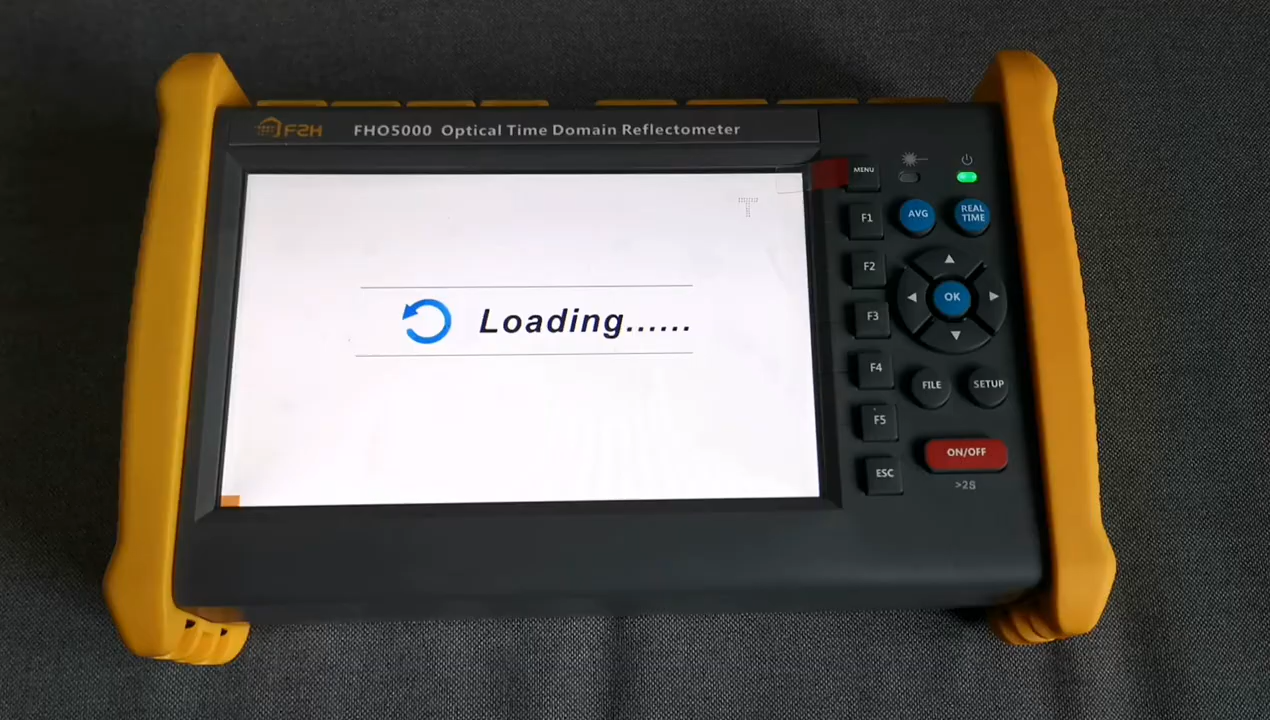 F2H
FHO5000 Optical Time Domain Reflectometer
MENU
T
F1
AVG
REAL
TIME
F2
OK
Loading......
F3
F4
FILE
SETUP
F5
ON/OFF
ESC
>2S